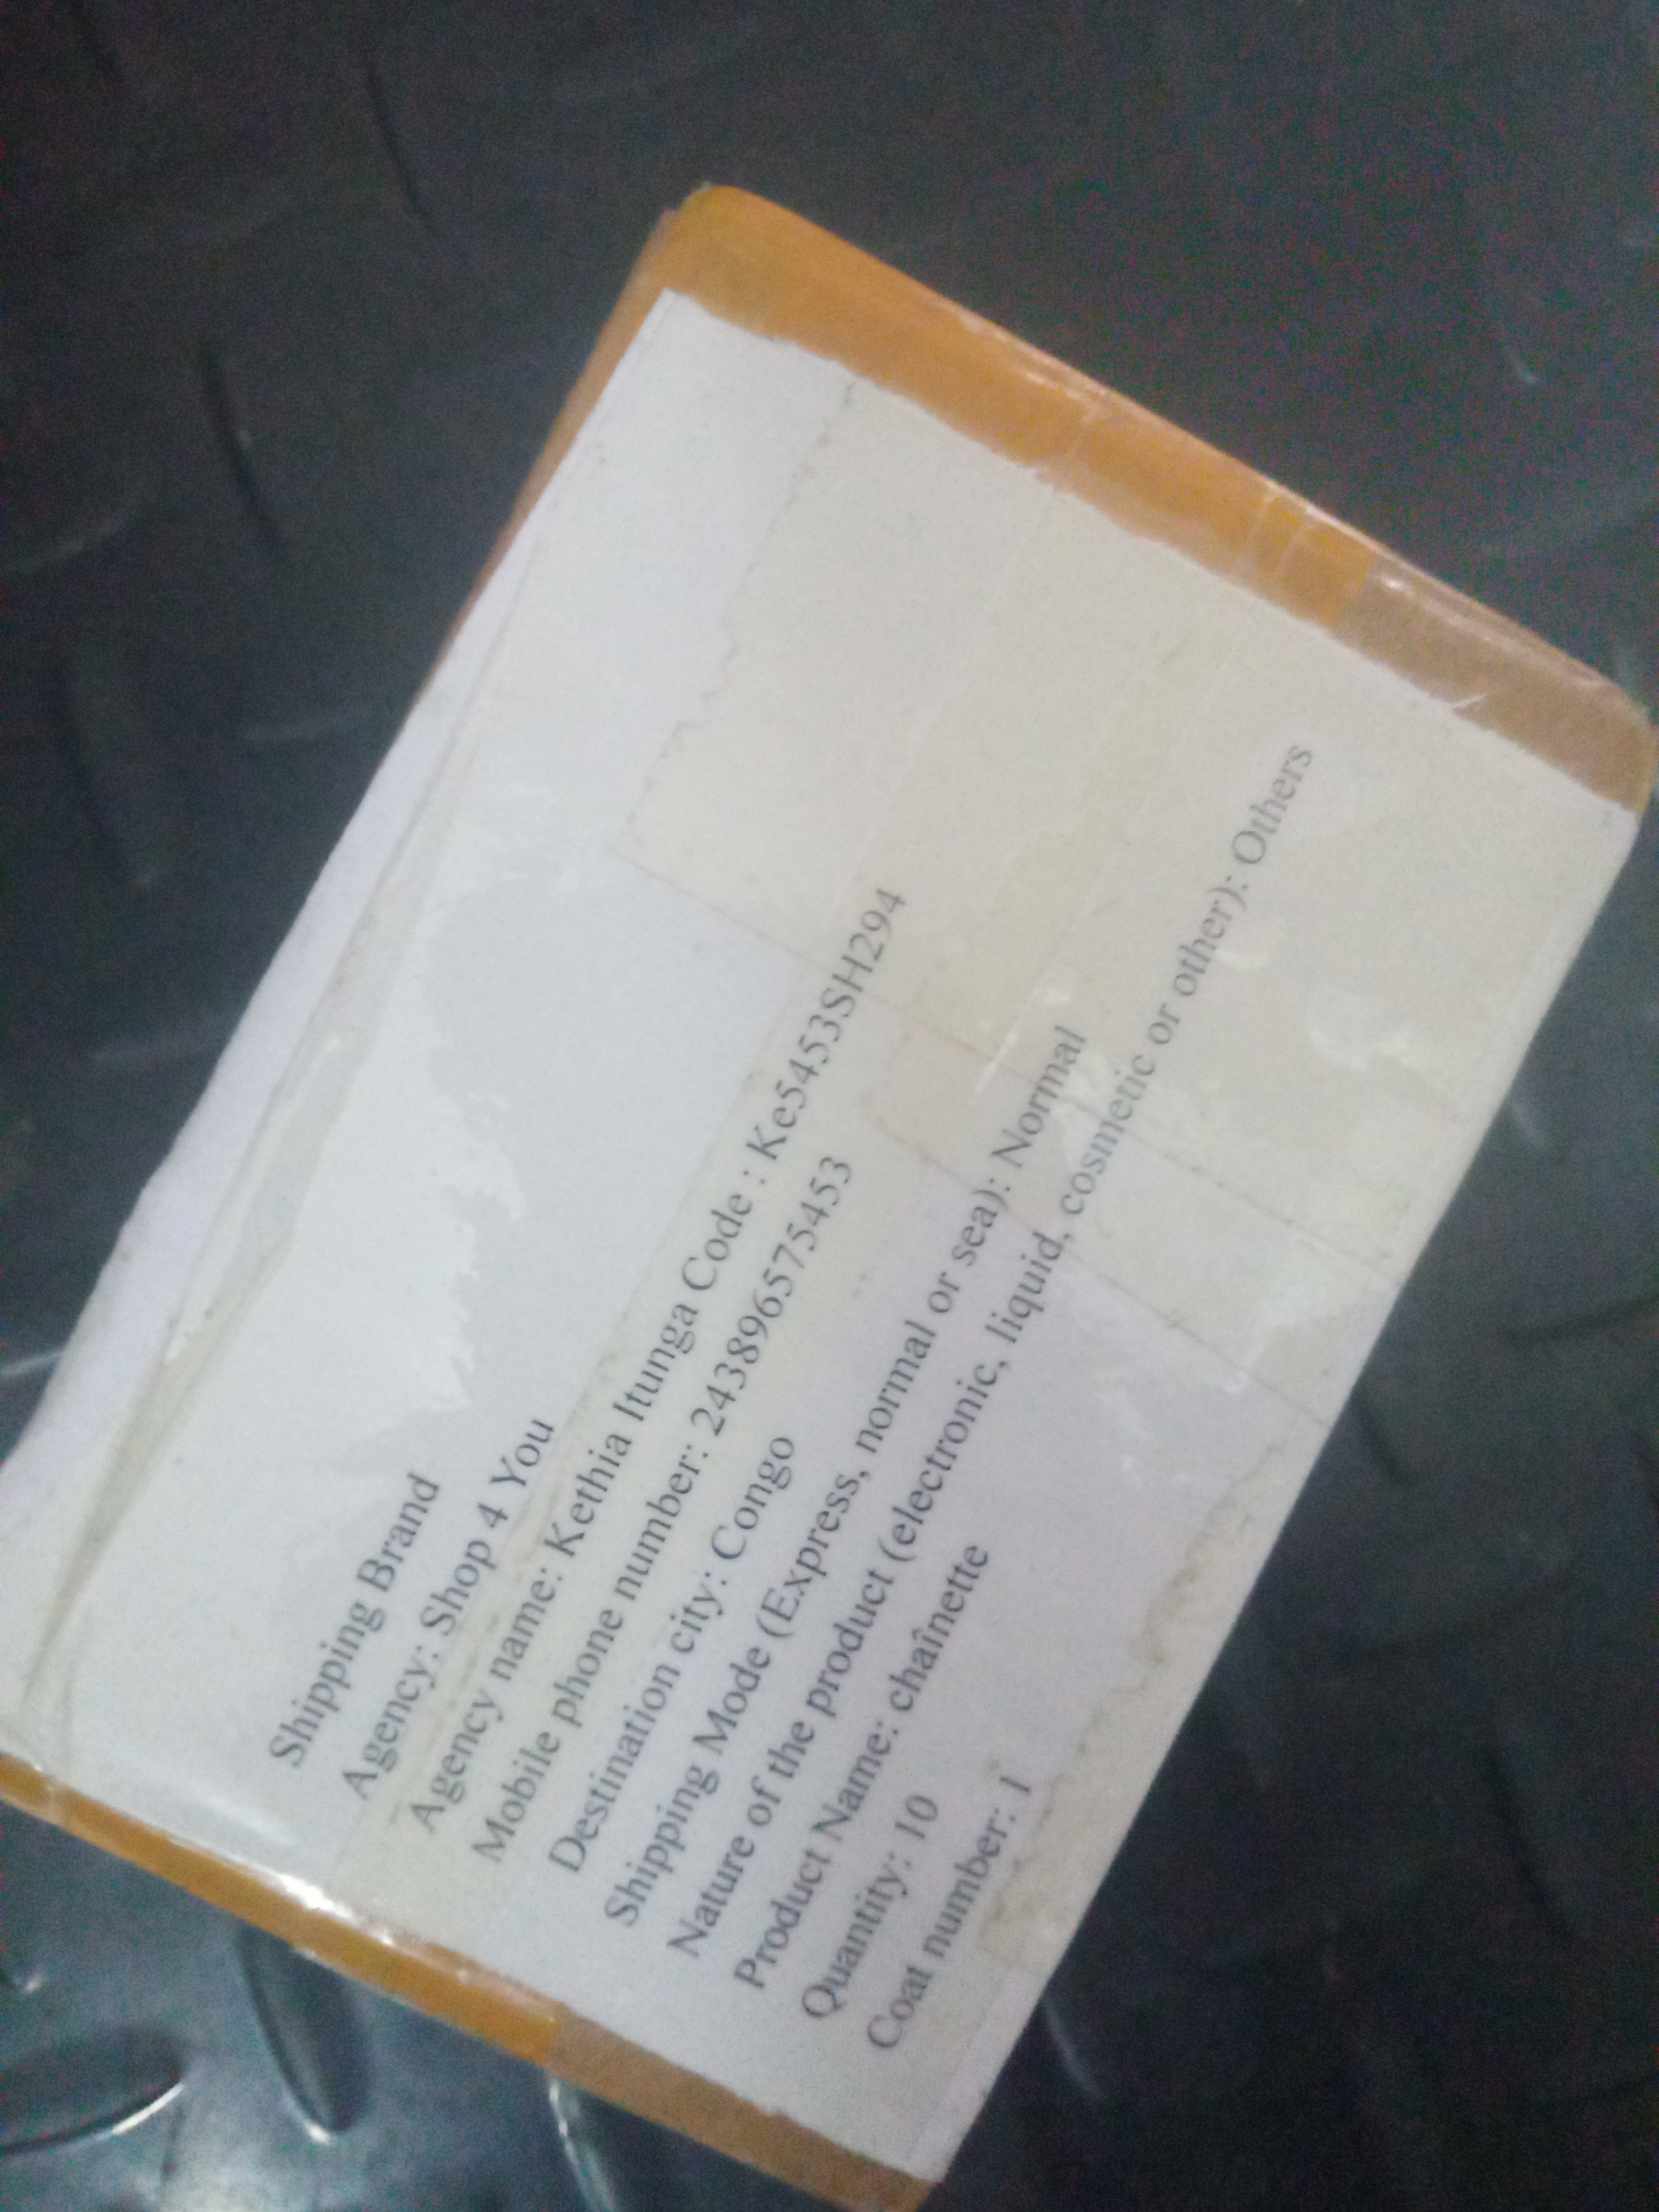 Shipping Brand
Agency: Shop 4 You
Agency name: Kethia Itunga Code : Ke5453SH294
Mobile phone number: 243896575453
Destination city: Congo
Shipping Mode (Express, normal or sea): Normal
Nature of the product (electronic, liquid, cosmetic or other): Others
Product Name: chaînette
Quantity: 10
Coat number: 1